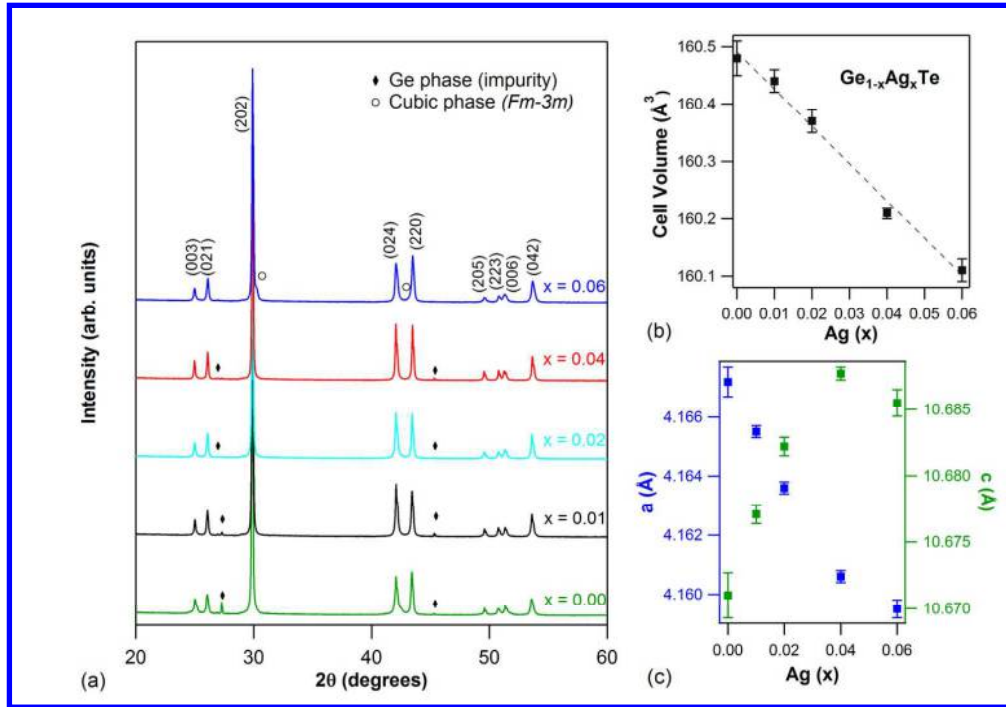 ♦ Ge phase (impurity)
○ Cubic phase (Fm-3m)
(202)
(003)
(021)
(024)
(220)
(205)
(223)
(006)
(042)
x = 0.06
x = 0.04
x = 0.02
x = 0.01
x = 0.00
Intensity (arb. units)
20 30 40 50 60
2θ (degrees)
(a)
Ge1-xAgxTe
Cell Volume (Å3)
160.5
160.4
160.3
160.2
160.1
0.00 0.01 0.02 0.03 0.04 0.05 0.06
Ag (x)
(b)
a (Å)
4.166
4.164
4.162
4.160
c (Å)
10.685
10.680
10.675
10.670
0.00 0.02 0.04 0.06
Ag (x)
(c)